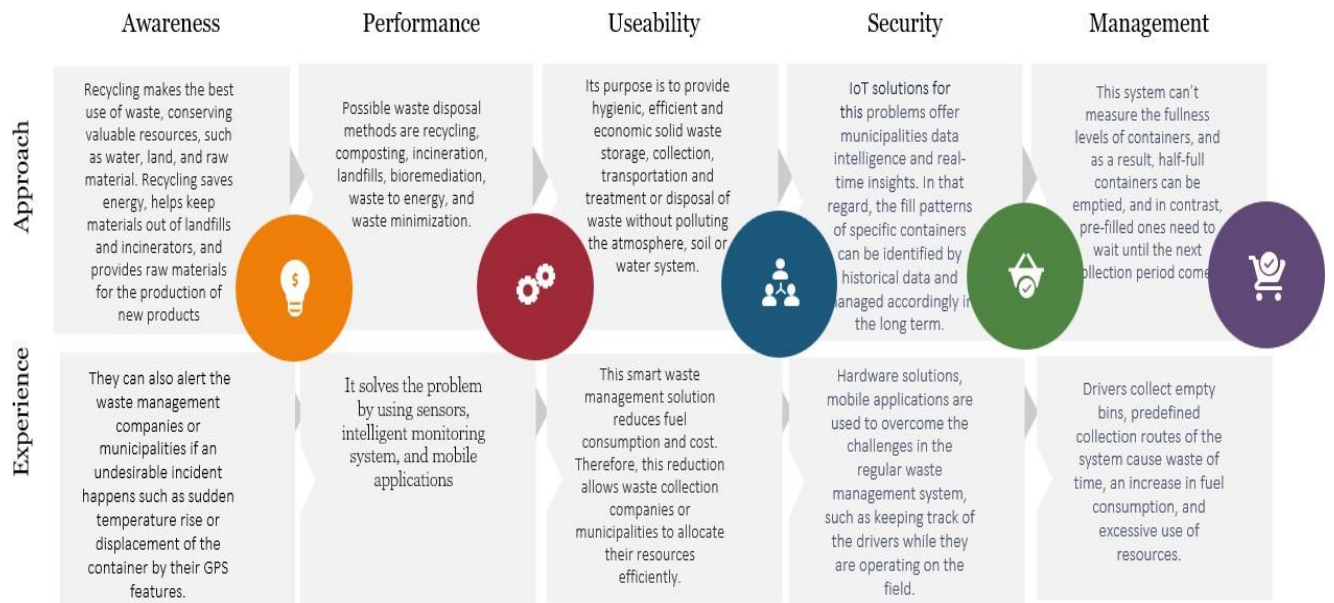 Awareness
Performance
Useability
Security
Management
Approach
Recycling makes the best
use of waste, conserving
valuable resources, such
as water, land, and raw
material. Recycling saves
energy, helps keep
materials out of landfills
and incinerators, and
provides raw materials
for the production of
new products
Possible waste disposal
methods are recycling,
composting, incineration,
landfills, bioremediation,
waste to energy, and
waste minimization.
Its purpose is to provide
hygienic, efficient and
economic solid waste
storage, collection,
transportation and
treatment or disposal of
waste without polluting
the atmosphere, soil or
water system.
IoT solutions for
this problems offer
municipalities data
intelligence and real-
time insights. In that
regard, the fill patterns
of specific containers
can be identified by
historical data and
in
the long term.
This system can't
measure the fullness
levels of containers, and
as a result, half-full
containers can be
emptied, and in contrast,
pre-filled ones need to
wait until the next
period
Experience
They can also alert the
waste management
companies or
municipalities if an
undesirable incident
happens such as sudden
temperature rise or
displacement of the
container by their GPS
features.
It solves the problem
by using sensors,
intelligent monitoring
system, and mobile
applications
This smart waste
management solution
reduces fuel
consumption and cost.
Therefore, this reduction
allows waste collection
companies or
municipalities to allocate
their resources
efficiently.
Hardware solutions,
mobile applications are
used to overcome the
challenges in the
regular waste
management system,
such as keeping track of
the drivers while they
are operating on the
field.
Drivers collect empty
bins, predefined
collection routes of the
system cause waste of
time, an increase in fuel
consumption, and
excessive use of
resources.
$